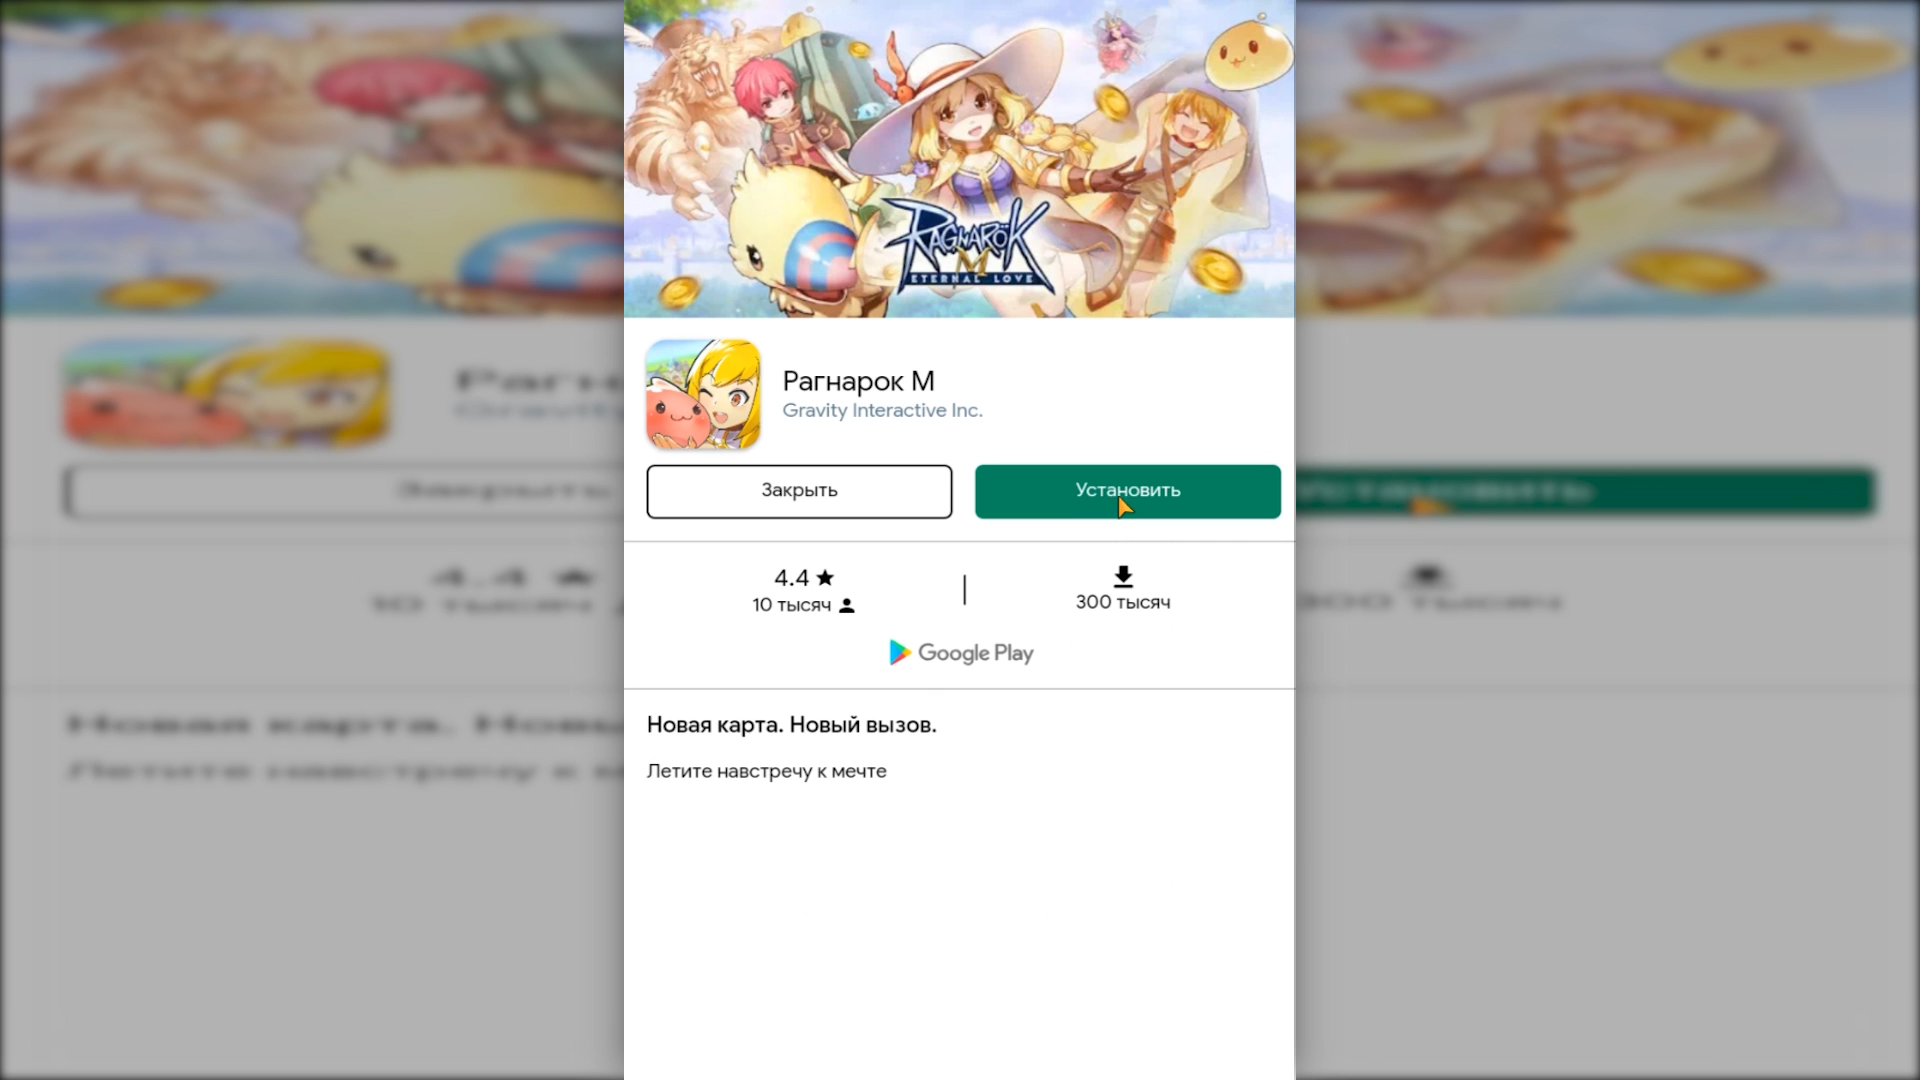 RAGNARÖK
M
ETERNAL LOVE
Рагнарок М
Gravity Interactive Inc.
Закрыть
Установить
4.4
10 тысяч
300 тысяч
Google Play
Новая карта. Новый вызов.
Летите навстречу к мечте